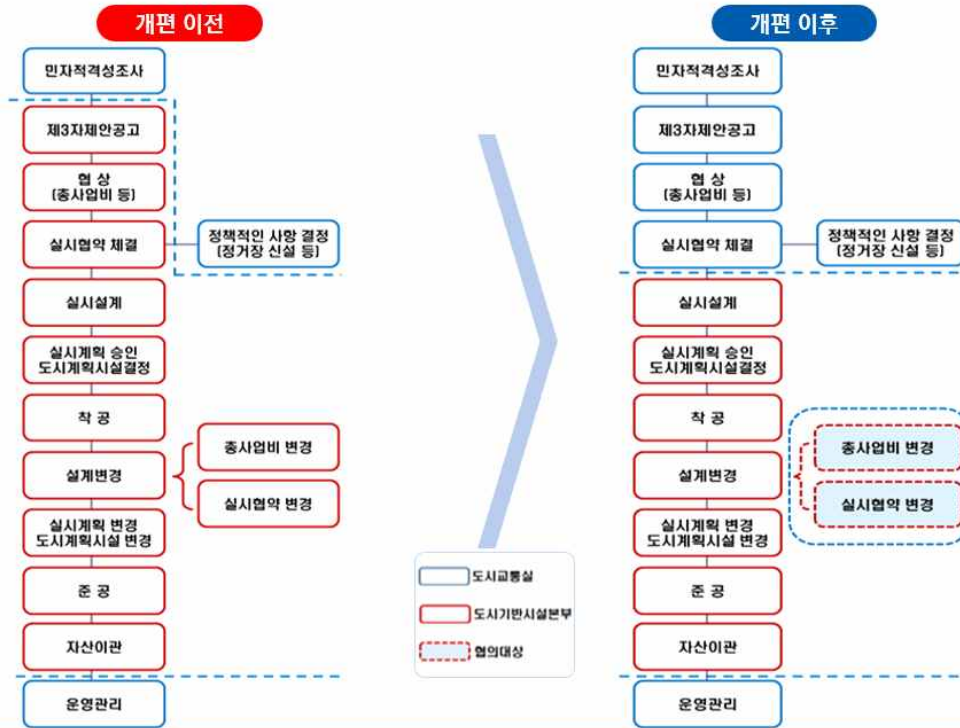 개편 이전
민자적격성조사
제3자제안공고
협 상
(총사업비 등)
실시협약 체결
정책적인 사항 결정
(정거장 신설 등)
실시설계
실시계획 승인
도시계획시설결정
착 공
설계변경
총사업비 변경
실시협약 변경
실시계획 변경
도시계획시설 변경
준 공
자산이관
운영관리
도시교통실
도시기반시설본부
협의대상
개편 이후
민자적격성조사
제3자제안공고
협 상
(총사업비 등)
실시협약 체결
정책적인 사항 결정
(정거장 신설 등)
실시설계
실시계획 승인
도시계획시설결정
착 공
설계변경
총사업비 변경
실시협약 변경
실시계획 변경
도시계획시설 변경
준 공
자산이관
운영관리